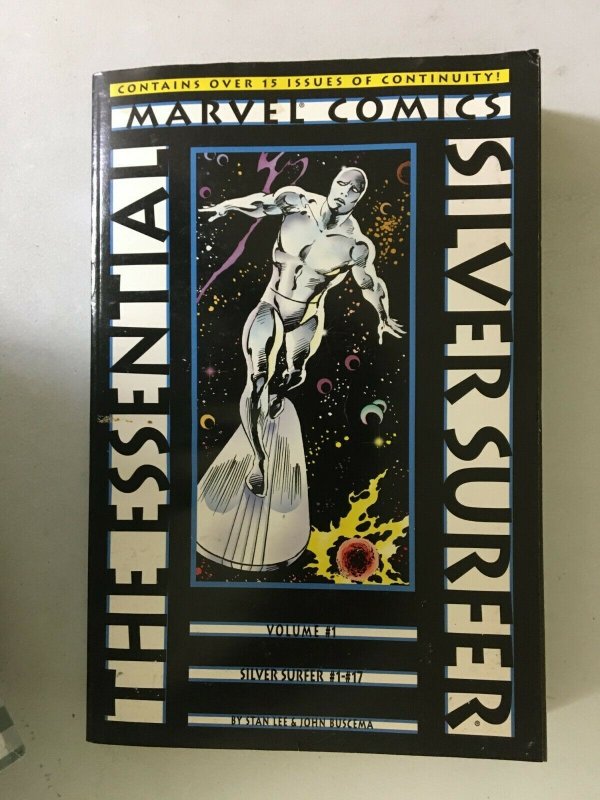 CONTAINS OVER 15 ISSUES OF CONTINUITY!
MARVEL® COMICS
THE ESSENTIAL
SILVER SURFER®
VOLUME #1
SILVER SURFER #1-#17
BY STAN LEE & JOHN BUSCEMA